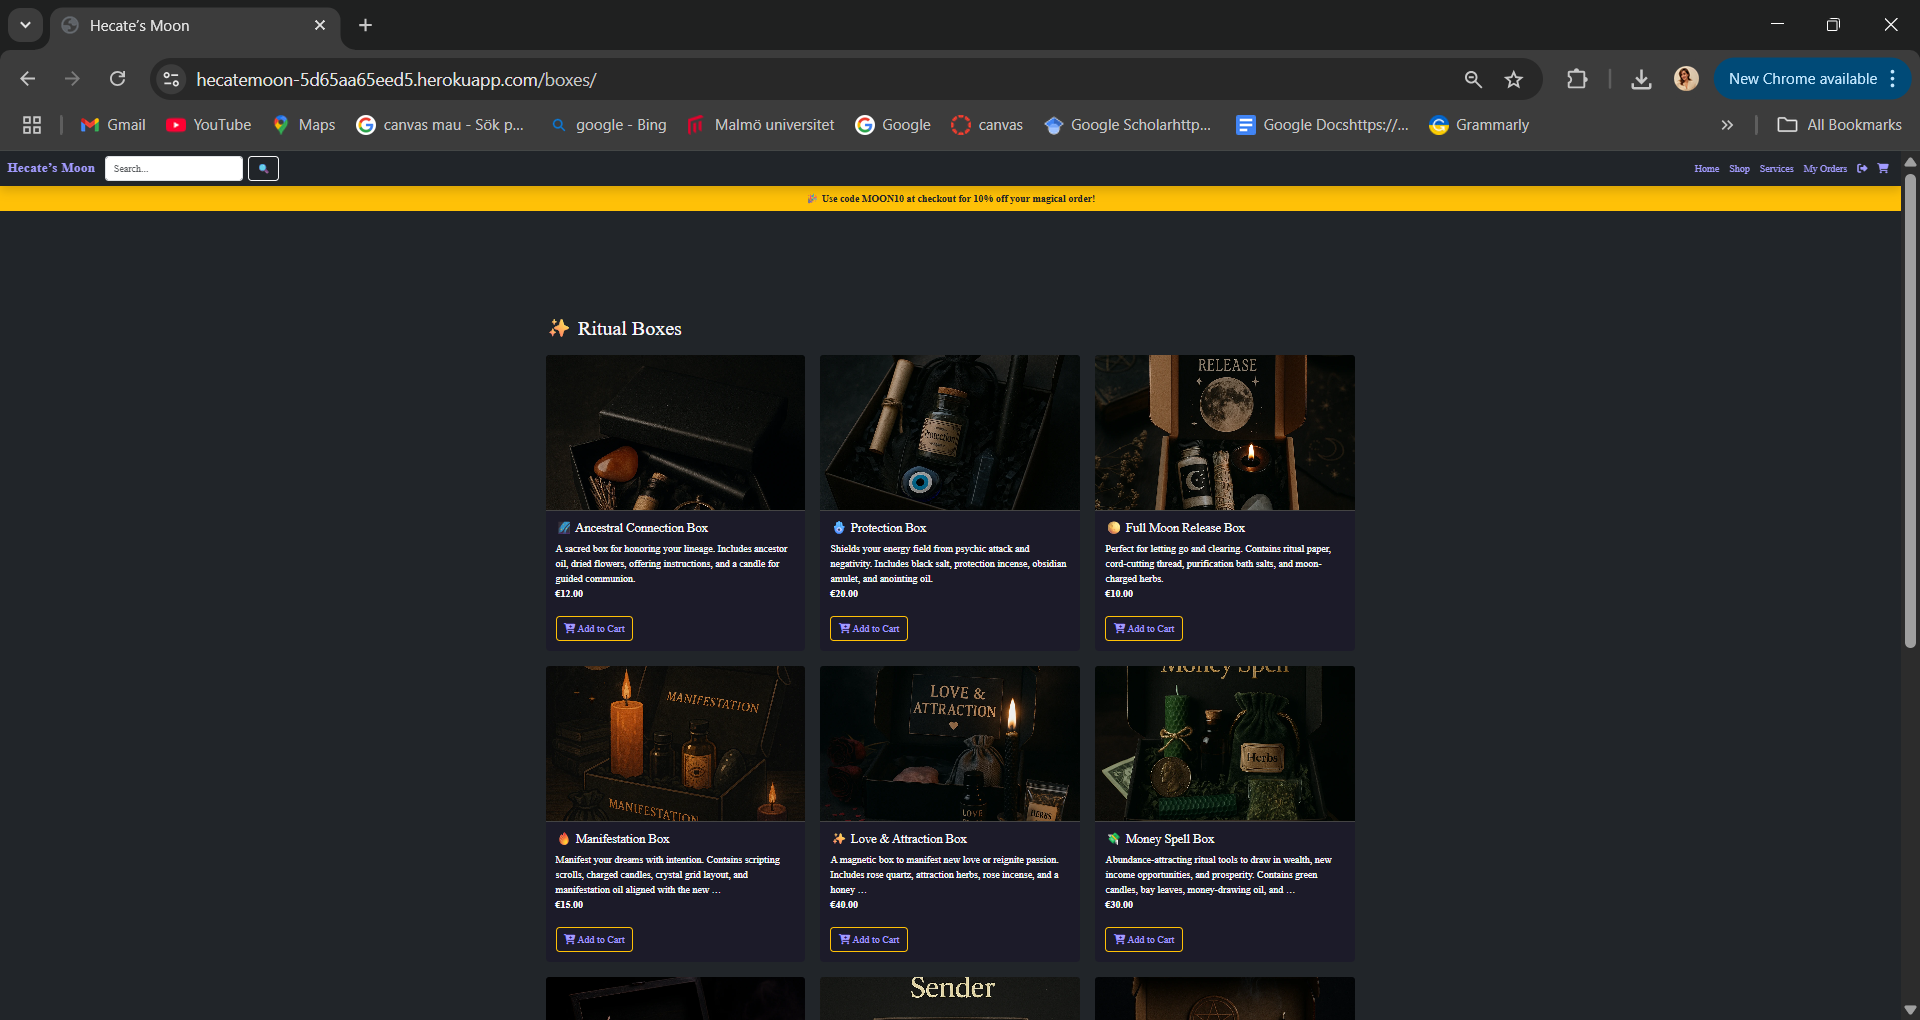 Hecate's Moon
hecatemoon-5d65aa65eed5.herokuapp.com/boxes/
New Chrome available
Gmail
YouTube
Maps
canvas mau - Sök p...
google - Bing
Malmö universitet
Google
canvas
Google Scholarhttp...
Google Docshttps://...
Grammarly
All Bookmarks
Hecate's Moon
Search...
Home
Shop
Services
My Orders
🎉 Use code MOON10 at checkout for 10% off your magical order!
✨ Ritual Boxes
Protection
RELEASE
Ancestral Connection Box
A sacred box for honoring your lineage. Includes ancestor
oil, dried flowers, offering instructions, and a candle for
guided communion.
€12.00
Add to Cart
Protection Box
Shields your energy field from psychic attack and
negativity. Includes black salt, protection incense, obsidian
amulet, and anointing oil.
€20.00
Add to Cart
Full Moon Release Box
Perfect for letting go and clearing. Contains ritual paper,
cord-cutting thread, purification bath salts, and moon-
charged herbs.
€10.00
Add to Cart
MANIFESTATION
MANIFESTATION
LOVE &
ATTRACTION
LOVE
HERBS
Money Spell
Herbs
🔥 Manifestation Box
Manifest your dreams with intention. Contains scripting
scrolls, charged candles, crystal grid layout, and
manifestation oil aligned with the new …
€15.00
Add to Cart
✨ Love & Attraction Box
A magnetic box to manifest new love or reignite passion.
Includes rose quartz, attraction herbs, rose incense, and a
honey …
€40.00
Add to Cart
💸 Money Spell Box
Abundance-attracting ritual tools to draw in wealth, new
income opportunities, and prosperity. Contains green
candles, bay leaves, money-drawing oil, and …
€30.00
Add to Cart
Sender